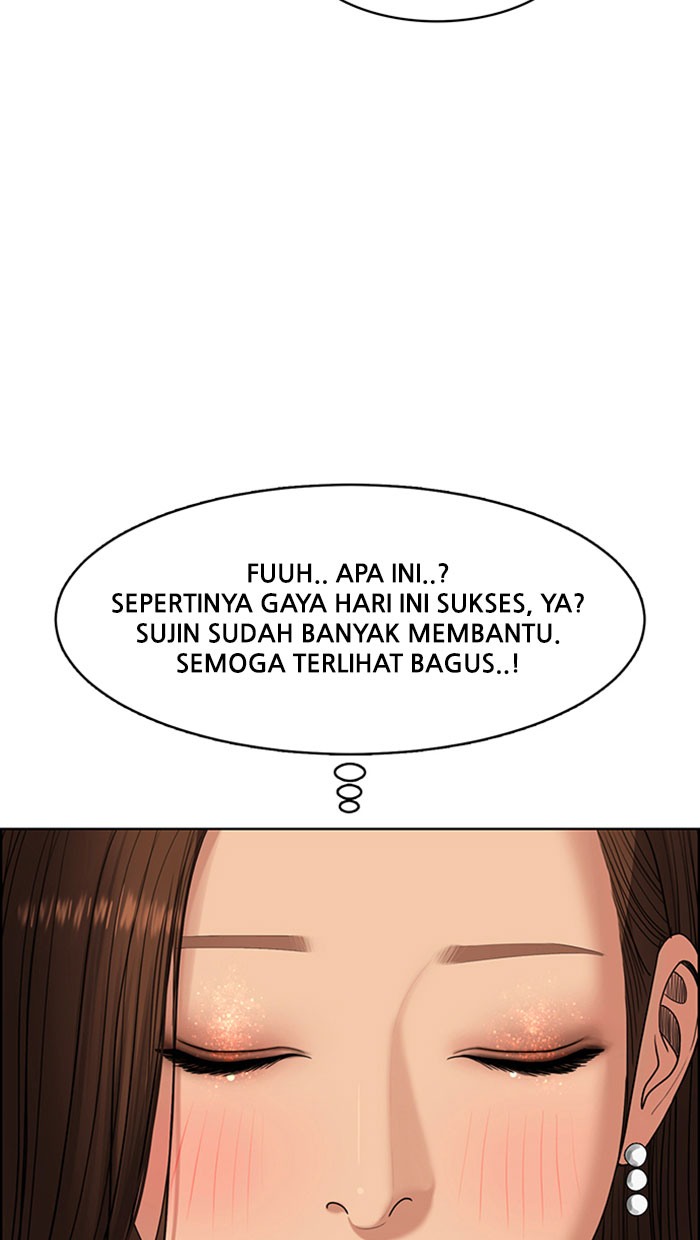 FUUH.. APA INI..?
SEPERTINYA GAYA HARI INI SUKSES, YA?
SUJIN SUDAH BANYAK MEMBANTU.
SEMOGA TERLIHAT BAGUS..!